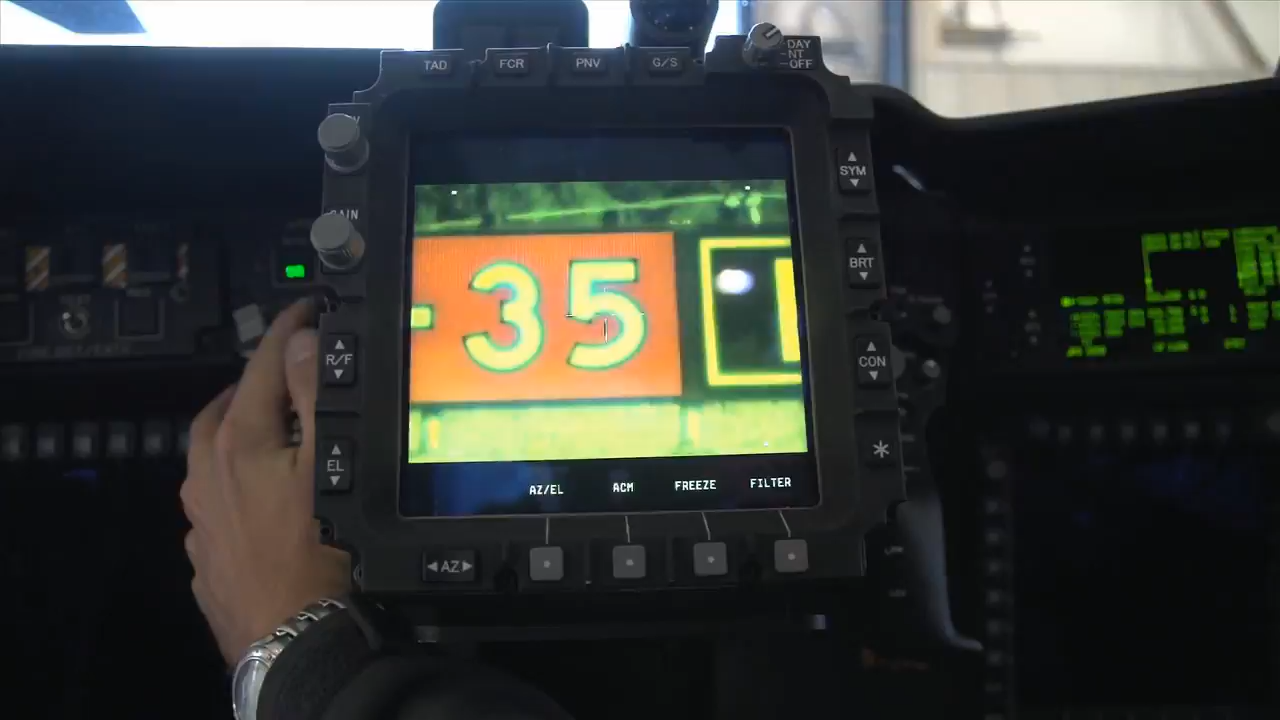 TAD FCR PNV G/S
DAY
NT
OFF
GAIN
SYM
BRT
-35
R/F
CON
EL
AZ/EL ACM FREEZE FILTER
AZ